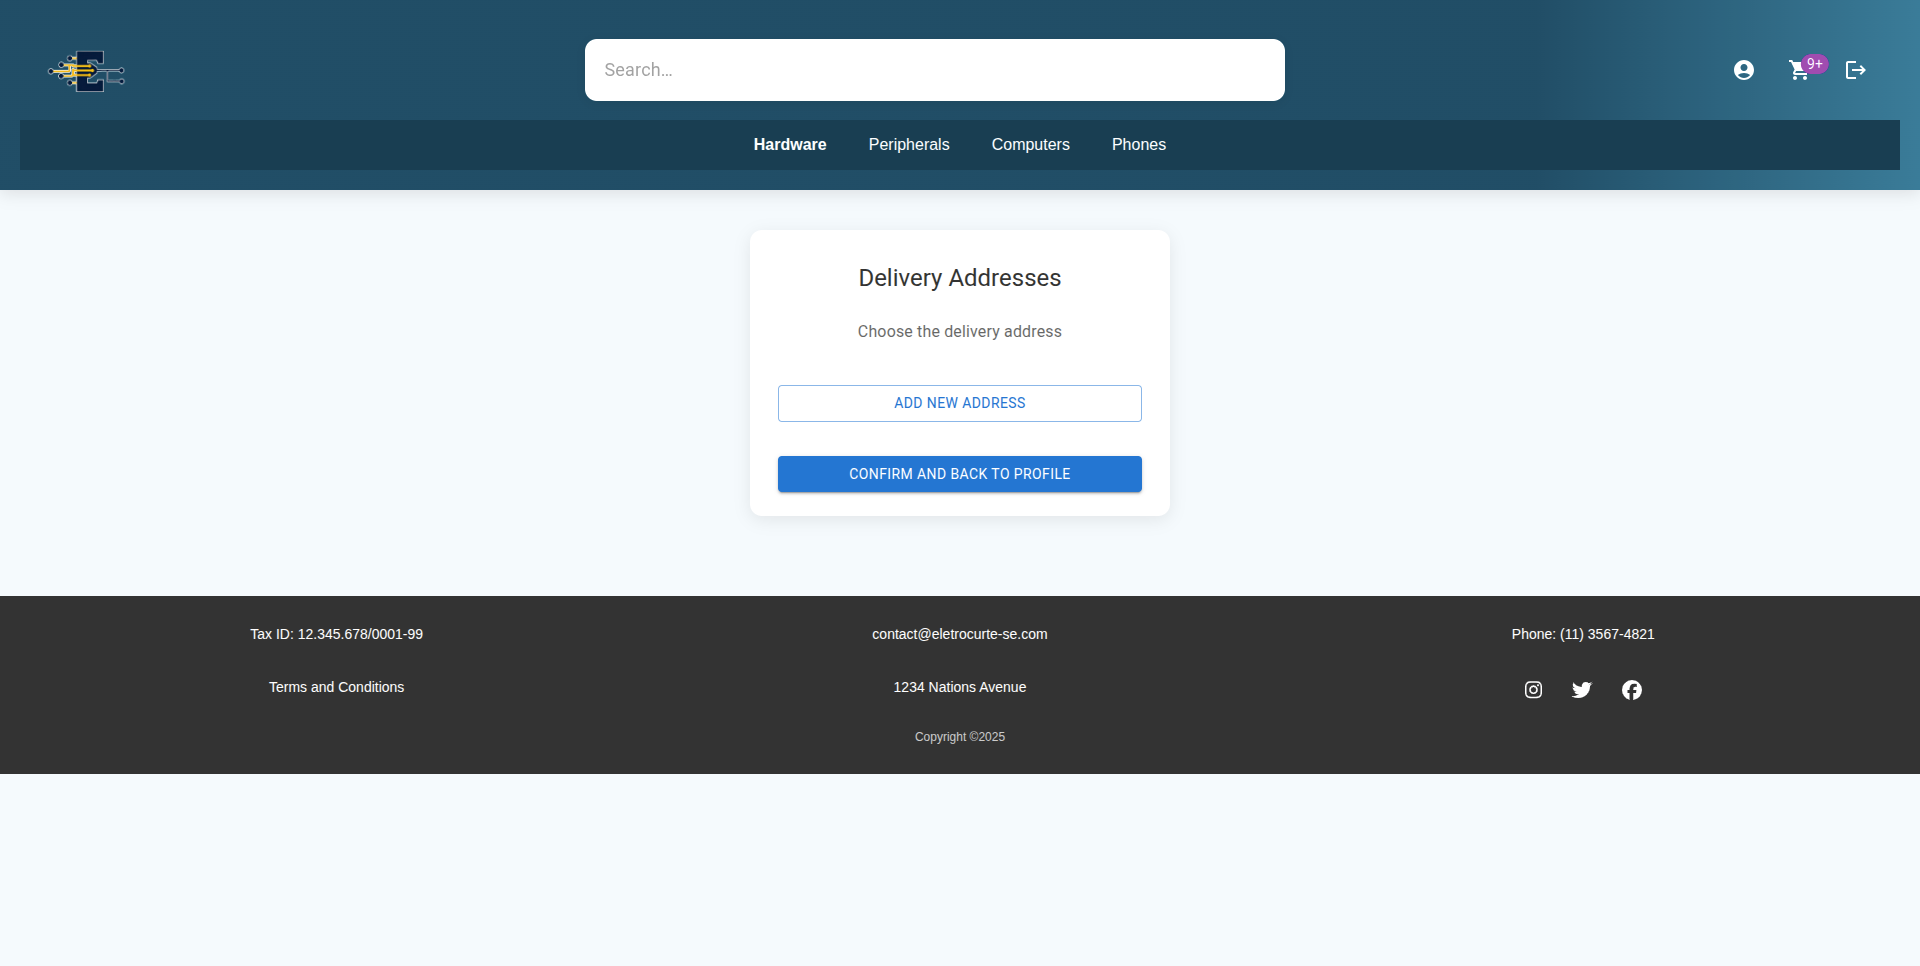 Search...
9+
Hardware Peripherals Computers Phones
Delivery Addresses
Choose the delivery address
ADD NEW ADDRESS
CONFIRM AND BACK TO PROFILE
Tax ID: 12.345.678/0001-99 contact@eletrocurte-se.com Phone: (11) 3567-4821
Terms and Conditions 1234 Nations Avenue
Copyright ©2025